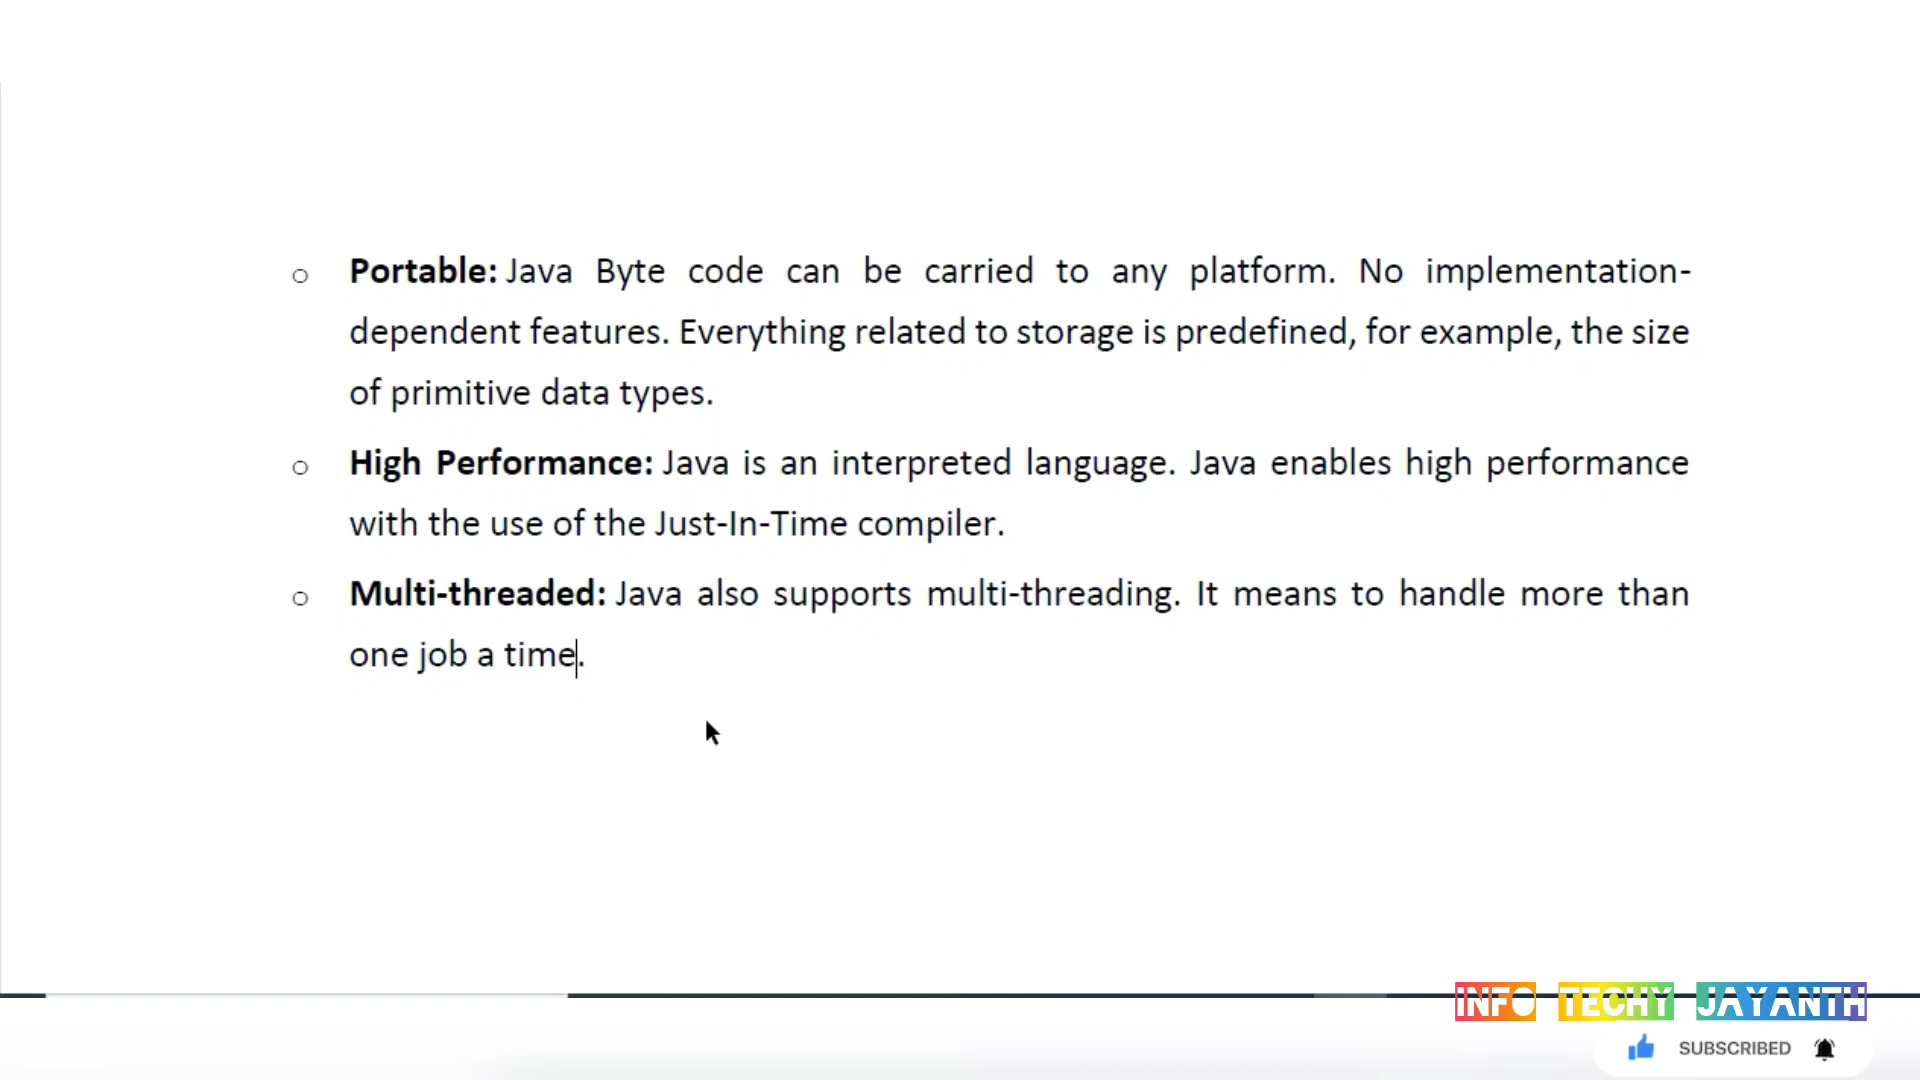 ○ Portable: Java Byte code can be carried to any platform. No implementation-
dependent features. Everything related to storage is predefined, for example, the size
of primitive data types.
○ High Performance: Java is an interpreted language. Java enables high performance
with the use of the Just-In-Time compiler.
○ Multi-threaded: Java also supports multi-threading. It means to handle more than
one job a time.
INFO TECHY JAYANTH
SUBSCRIBED